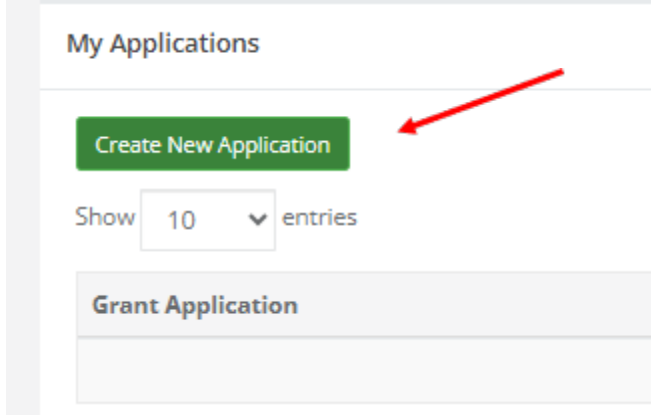 My Applications
Create New Application
Show 10 entries
Grant Application